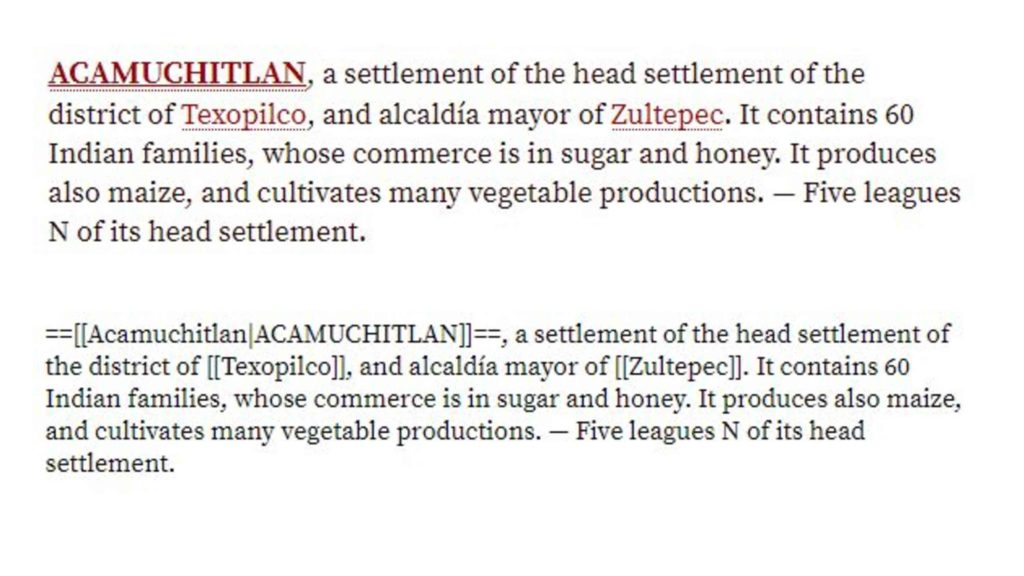 ACAMUCHITLAN, a settlement of the head settlement of the
district of Texopilco, and alcaldía mayor of Zultepec. It contains 60
Indian families, whose commerce is in sugar and honey. It produces
also maize, and cultivates many vegetable productions. — Five leagues
N of its head settlement.
==[[Acamuchitlan|ACAMUCHITLAN]]==, a settlement of the head settlement of
the district of [[Texopilco]], and alcaldía mayor of [[Zultepec]]. It contains 60
Indian families, whose commerce is in sugar and honey. It produces also maize,
and cultivates many vegetable productions. — Five leagues N of its head
settlement.